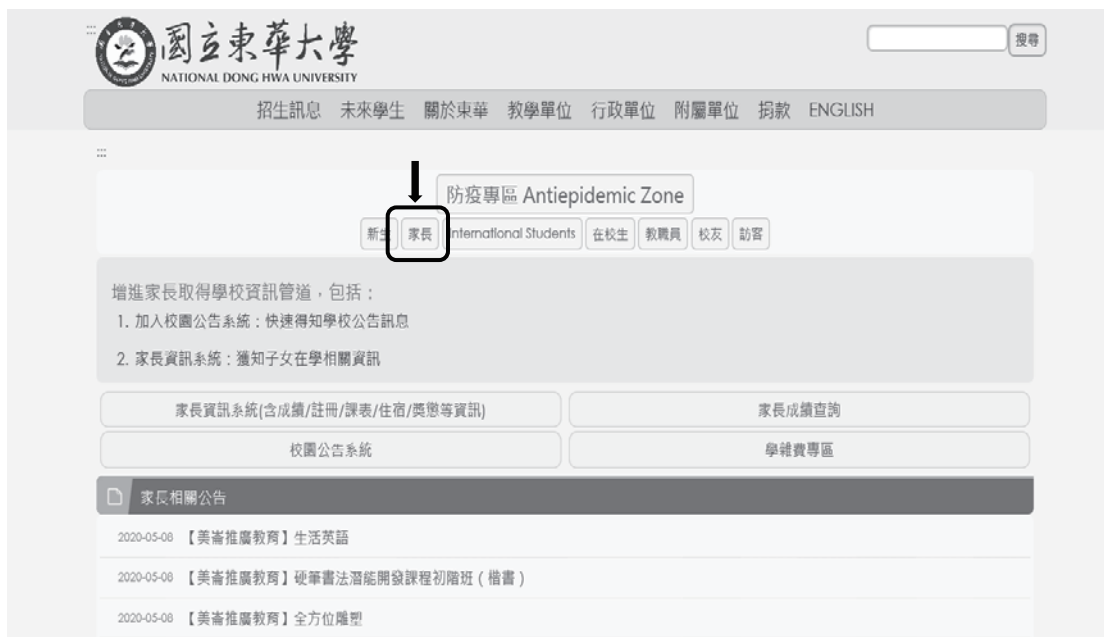 國立東華大學
NATIONAL DONG HWA UNIVERSITY
搜尋
招生訊息 未來學生 關於東華 教學單位 行政單位 附屬單位 捐款 ENGLISH
防疫專區 Antiepidemic Zone
新生 家長 International Students 在校生 教職員 校友 訪客
增進家長取得學校資訊管道，包括：
1. 加入校園公告系統：快速得知學校公告訊息
2. 家長資訊系統：獲知子女在學相關資訊
家長資訊系統(含成績/註冊/課表/住宿/獎懲等資訊) 家長成績查詢
校園公告系統 學雜費專區
家長相關公告
2020-05-08 【美崙推廣教育】生活英語
2020-05-08 【美崙推廣教育】硬筆書法潛能開發課程初階班（楷書）
2020-05-08 【美崙推廣教育】全方位雕塑